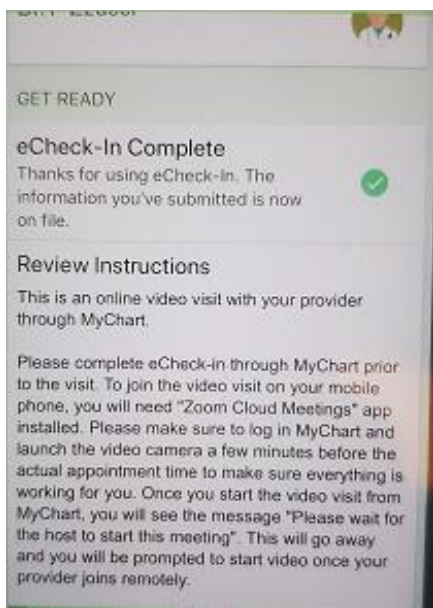 GET READY
eCheck-In Complete
Thanks for using eCheck-In. The
information you've submitted is now
on file.
Review Instructions
This is an online video visit with your provider
through MyChart.
Please complete eCheck-in through MyChart prior
to the visit. To join the video visit on your mobile
phone, you will need "Zoom Cloud Meetings" app
installed. Please make sure to log in MyChart and
launch the video camera a few minutes before the
actual appointment time to make sure everything is
working for you. Once you start the video visit from
MyChart, you will see the message "Please wait for
the host to start this meeting". This will go away
and you will be prompted to start video once your
provider joins remotely.